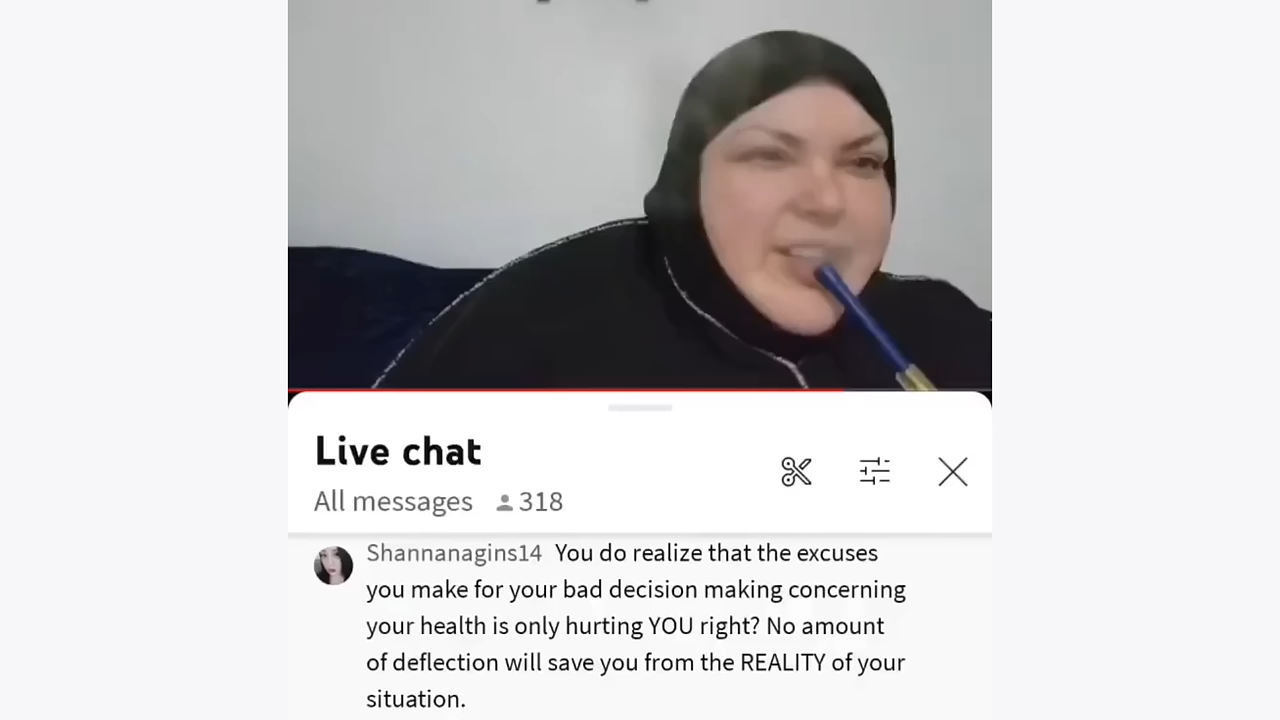 Live chat
All messages 318
Shannanagins14 You do realize that the excuses
you make for your bad decision making concerning
your health is only hurting YOU right? No amount
of deflection will save you from the REALITY of your
situation.